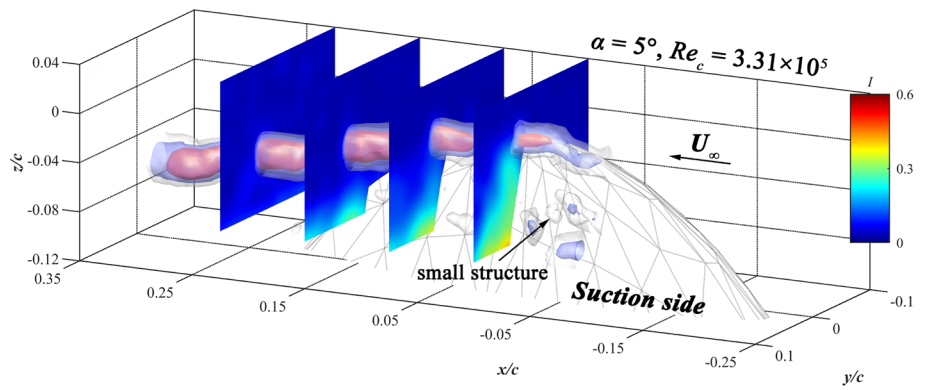 α = 5°, Re_c = 3.31×10⁵
I
0.6
0.3
0
U∞
0.04
0
-0.04
-0.08
-0.12
z/c
0.35
0.25
0.15
0.05
-0.05
-0.15
-0.25
x/c
0.1
0
-0.1
y/c
small structure
Suction side